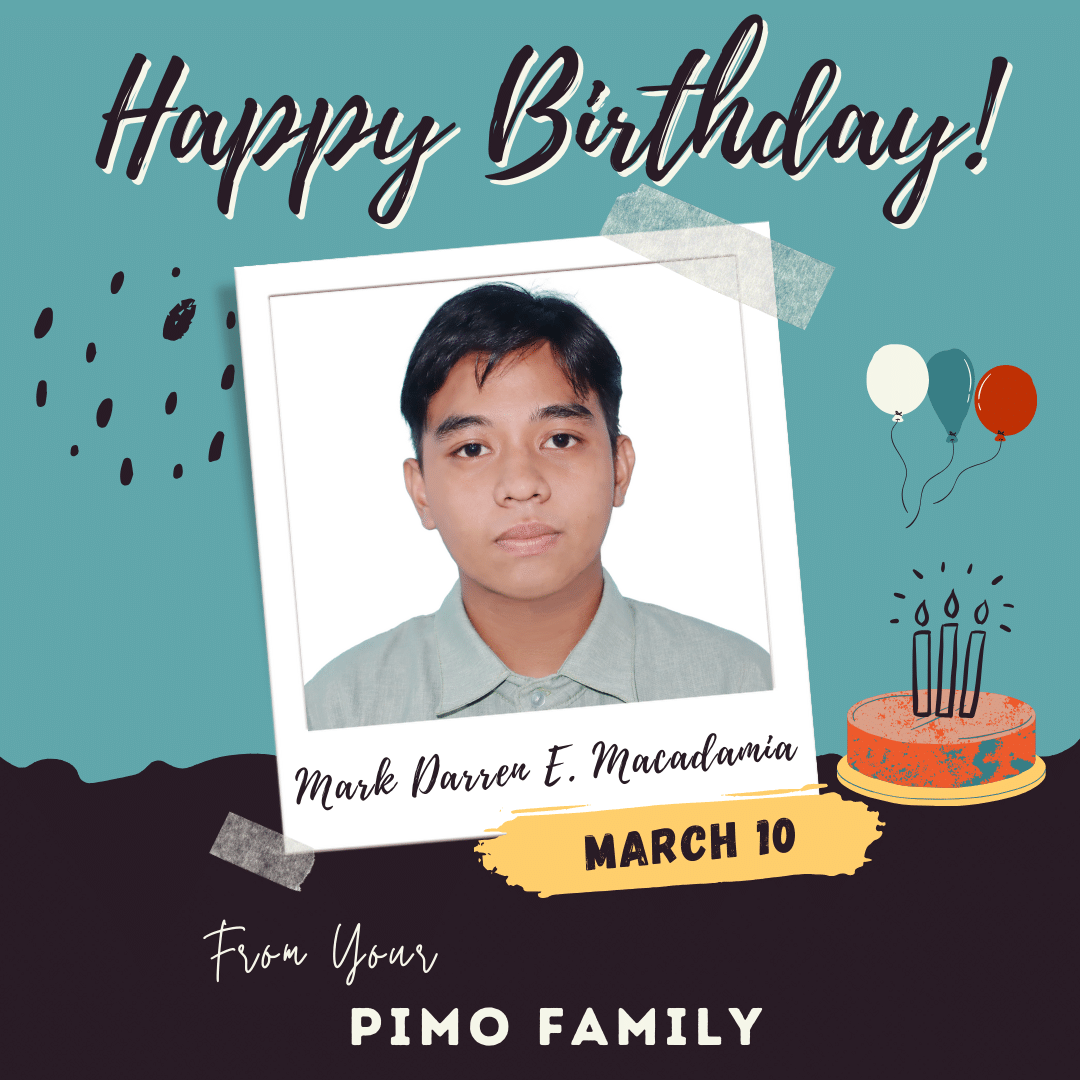 Happy Birthday!
Mark Darren E. Macadamia
MARCH 10
From Your
PIMO FAMILY